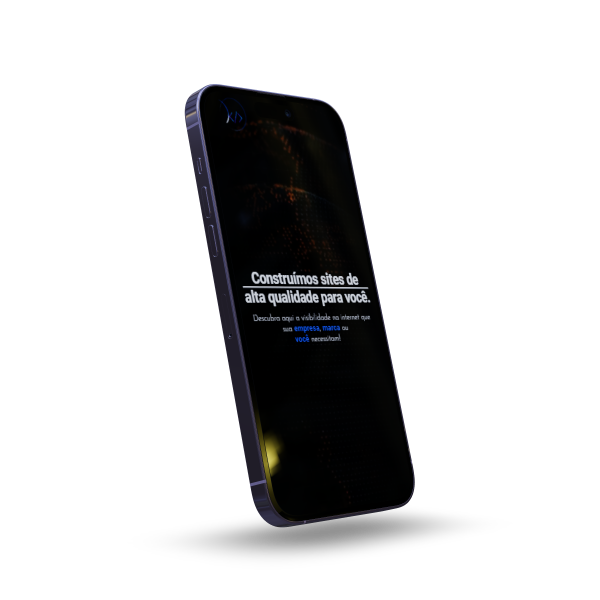 Construímos sites de
alta qualidade para você.
Descubra aqui a visibilidade na internet que
sua empresa, marca ou
você necessitam!